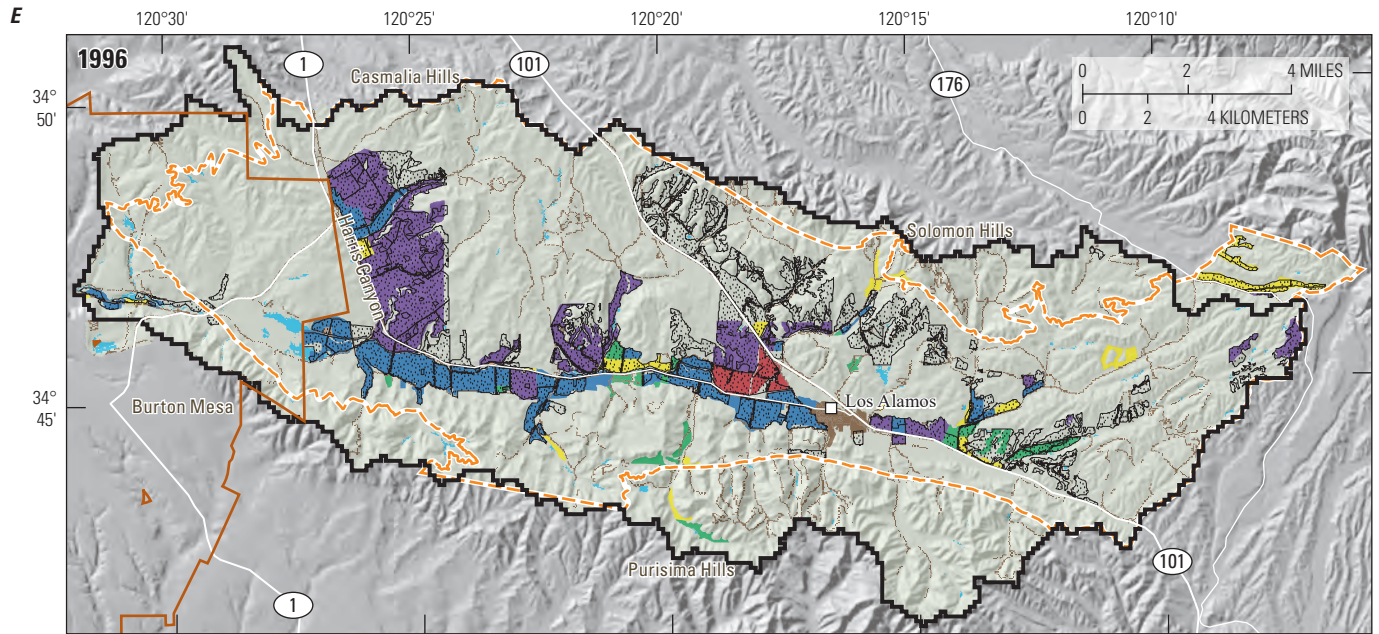 E
120°30' 120°25' 120°20' 120°15' 120°10'
1996
1
Casmalia Hills
101
176
0 2 4 MILES
0 2 4 KILOMETERS
34°
50'
Harris Canyon
Solomon Hills
34°
45'
Burton Mesa
Los Alamos
Purisima Hills
1
101